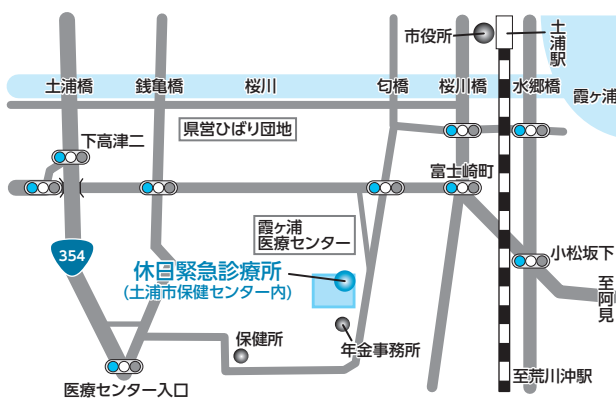 市役所
土浦駅
土浦橋
銭亀橋
桜川
匂橋
桜川橋
水郷橋
霞ヶ浦
県営ひばり団地
下高津二
富士崎町
霞ヶ浦
医療センター
354
休日緊急診療所
(土浦市保健センター内)
小松坂下
至阿見
保健所
年金事務所
至荒川沖駅
医療センター入口